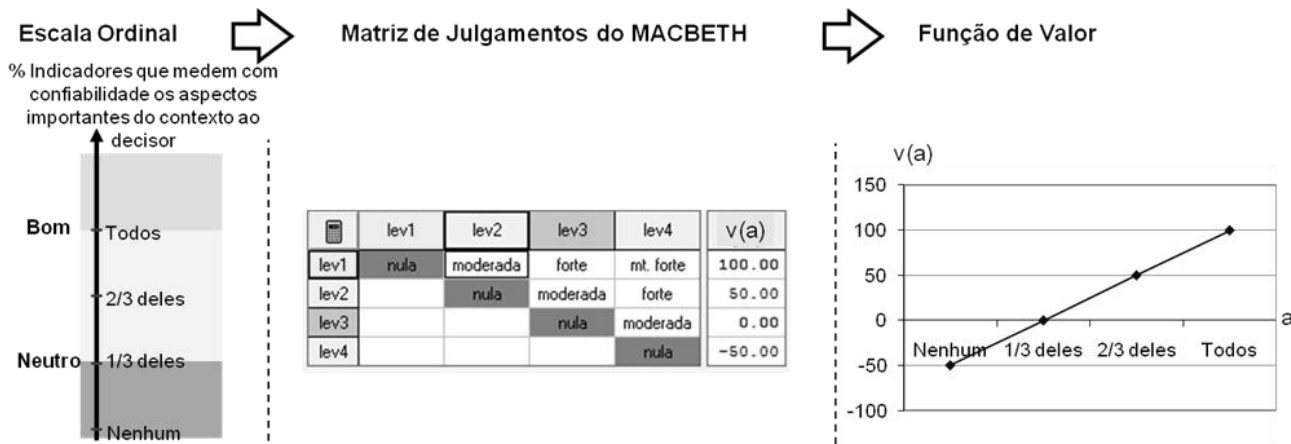 Escala Ordinal
Matriz de Julgamentos do MACBETH
Função de Valor
% Indicadores que medem com
confiabilidade os aspectos
importantes do contexto ao
decisor
Bom
Todos
2/3 deles
Neutro
1/3 deles
Nenhum
lev1 lev2 lev3 lev4 v(a)
lev1 nula moderada forte mt. forte 100.00
lev2 nula moderada forte 50.00
lev3 nula moderada 0.00
lev4 nula -50.00
v(a)
150
100
50
0
a
Nenhum 1/3 deles 2/3 deles Todos
-50
-100